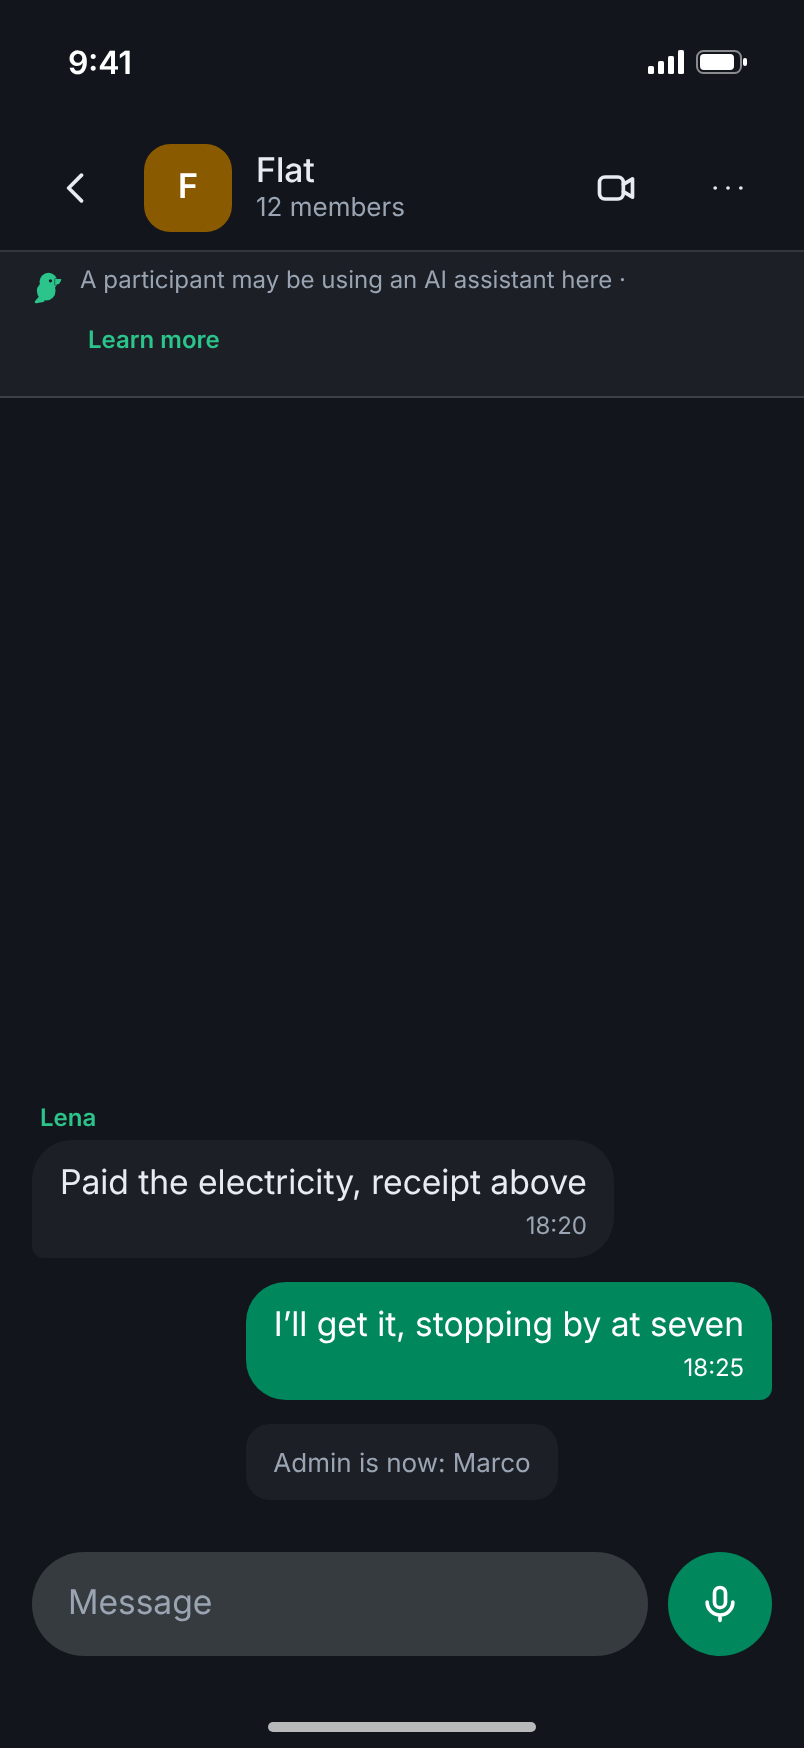 9:41
F
Flat
12 members
A participant may be using an AI assistant here ·
Learn more
Lena
Paid the electricity, receipt above
18:20
I’ll get it, stopping by at seven
18:25
Admin is now: Marco
Message